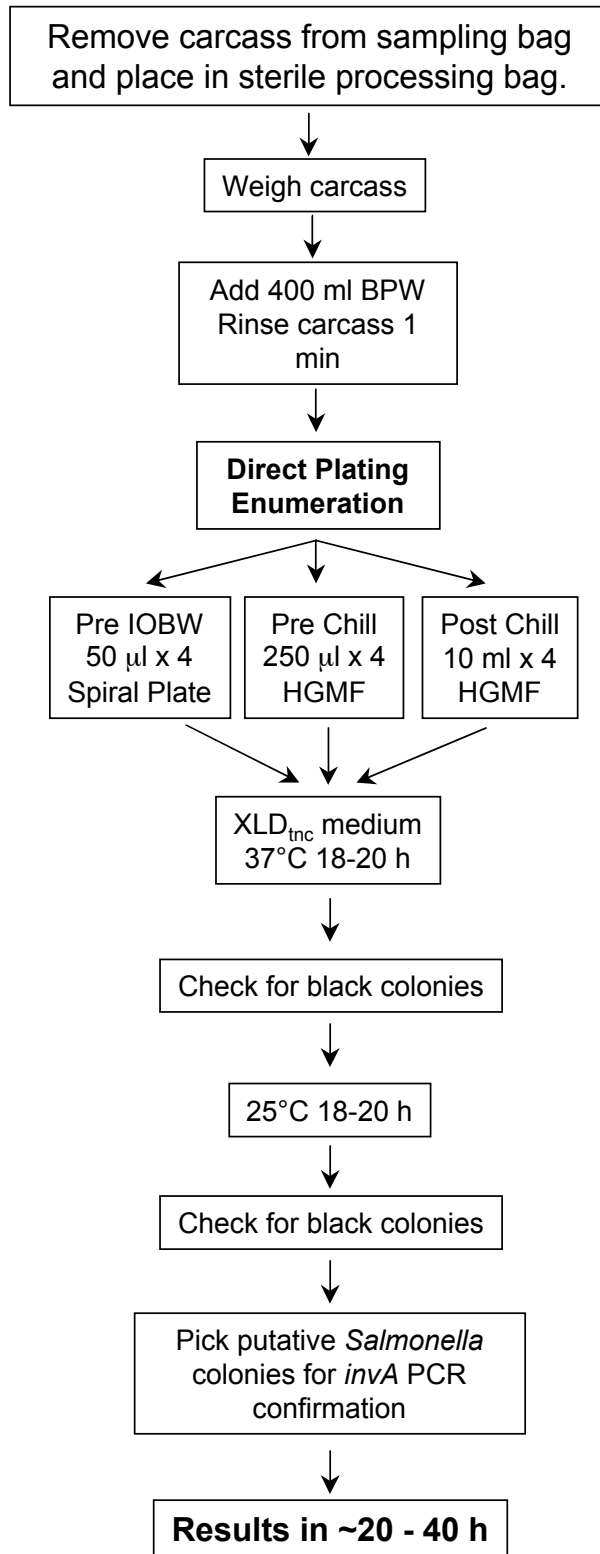 Remove carcass from sampling bag
and place in sterile processing bag.
Weigh carcass
Add 400 ml BPW
Rinse carcass 1
min
Direct Plating
Enumeration
Pre IOBW
50 μl x 4
Spiral Plate
Pre Chill
250 μl x 4
HGMF
Post Chill
10 ml x 4
HGMF
XLDtnc medium
37°C 18-20 h
Check for black colonies
25°C 18-20 h
Check for black colonies
Pick putative Salmonella
colonies for invA PCR
confirmation
Results in ~20 - 40 h